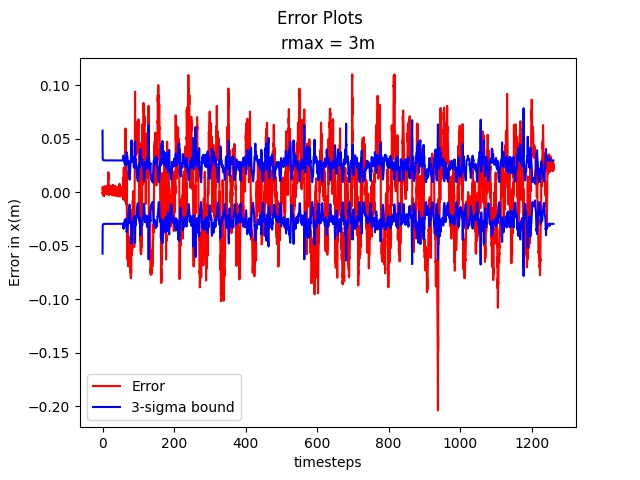 Error Plots
rmax = 3m
0.10
0.05
0.00
−0.05
−0.10
−0.15
−0.20
Error in x(m)
Error
3-sigma bound
0 200 400 600 800 1000 1200
timesteps